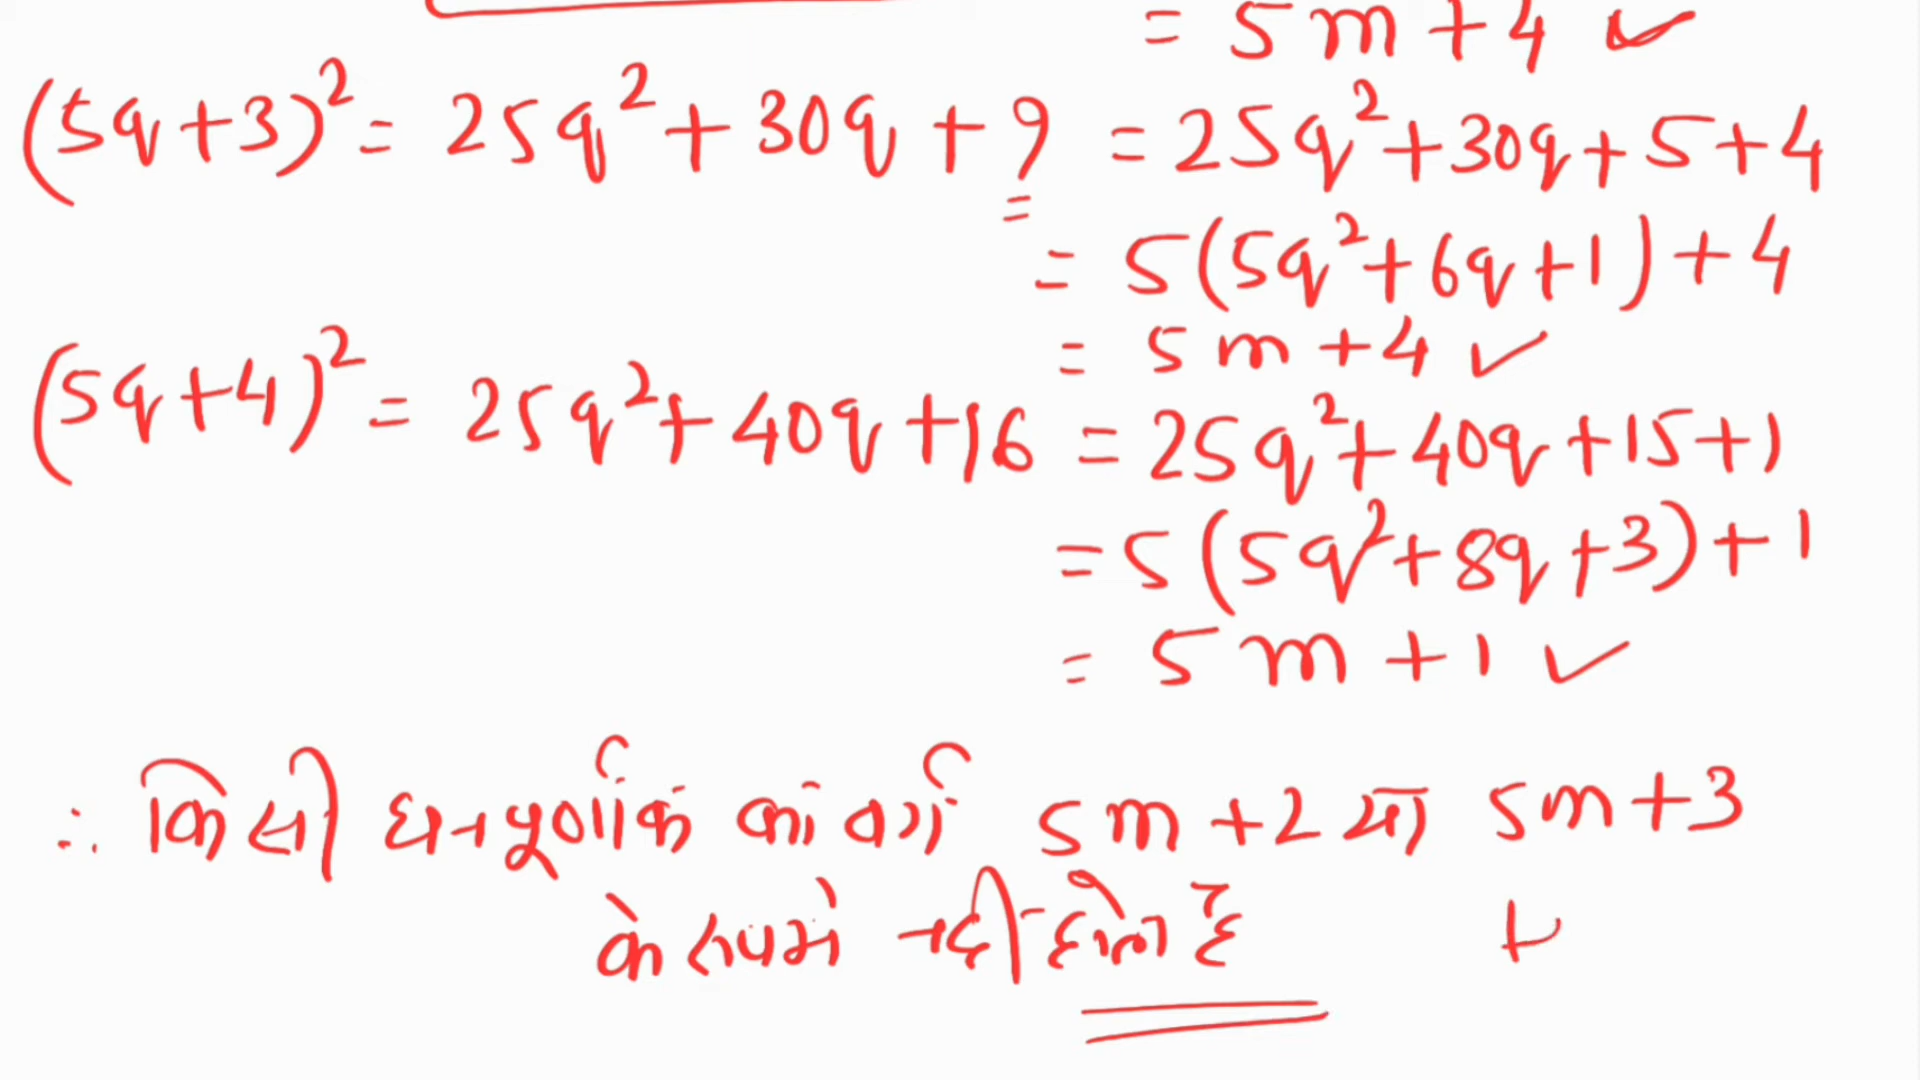 = 5m + 4 ✓
(5q+3)² = 25q² + 30q + 9 = 25q² + 30q + 5 + 4
= 5(5q² + 6q + 1) + 4
= 5m + 4 ✓
(5q+4)² = 25q² + 40q + 16 = 25q² + 40q + 15 + 1
= 5(5q² + 8q + 3) + 1
= 5m + 1 ✓
∴ किसी धनपूर्णांक का वर्ग 5m + 2 या 5m + 3
के रूप में नहीं होता है